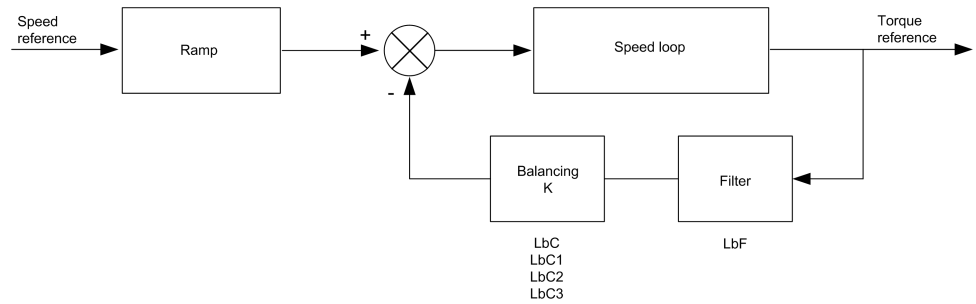 Speed
reference
Ramp
+
-
Speed loop
Torque
reference
Balancing
K
Filter
LbC
LbC1
LbC2
LbC3
LbF